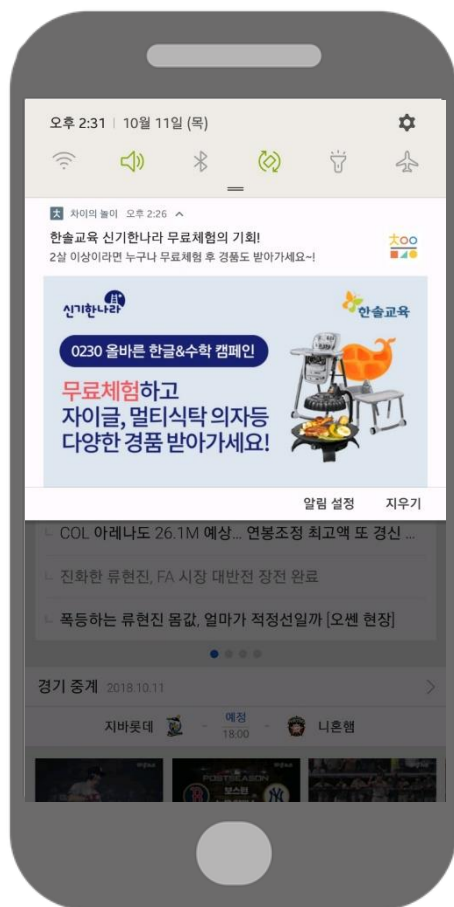 오후 2:31 | 10월 11일 (목)
차이의 놀이 오후 2:26
한솔교육 신기한나라 무료체험의 기회!
2살 이상이라면 누구나 무료체험 후 경품도 받아가세요~!
신기한나라 한솔교육
0230 올바른 한글&수학 캠페인
무료체험하고
자이글, 멀티식탁 의자등
다양한 경품 받아가세요!
알림 설정 지우기
COL 아레나도 26.1M 예상... 연봉조정 최고액 또 경신 ...
진화한 류현진, FA 시장 대반전 장전 완료
폭등하는 류현진 몸값, 얼마가 적정선일까 [오쎈 현장]
경기 중계 2018.10.11
지바롯데 - 예정 - 니혼햄
18:00
POSTSEASON
보스턴